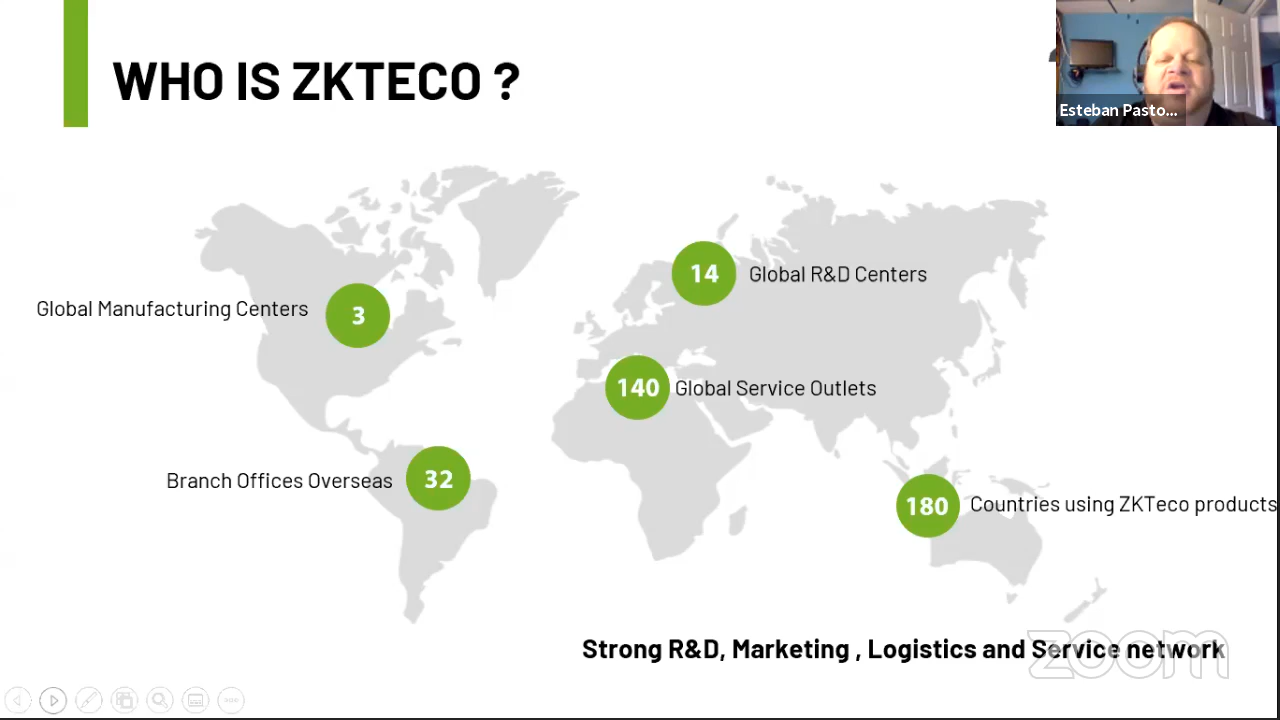 WHO IS ZKTECO ?
Esteban Pasto...
14 Global R&D Centers
Global Manufacturing Centers 3
140 Global Service Outlets
Branch Offices Overseas 32
180 Countries using ZKTeco products
Strong R&D, Marketing , Logistics and Service network
zoom